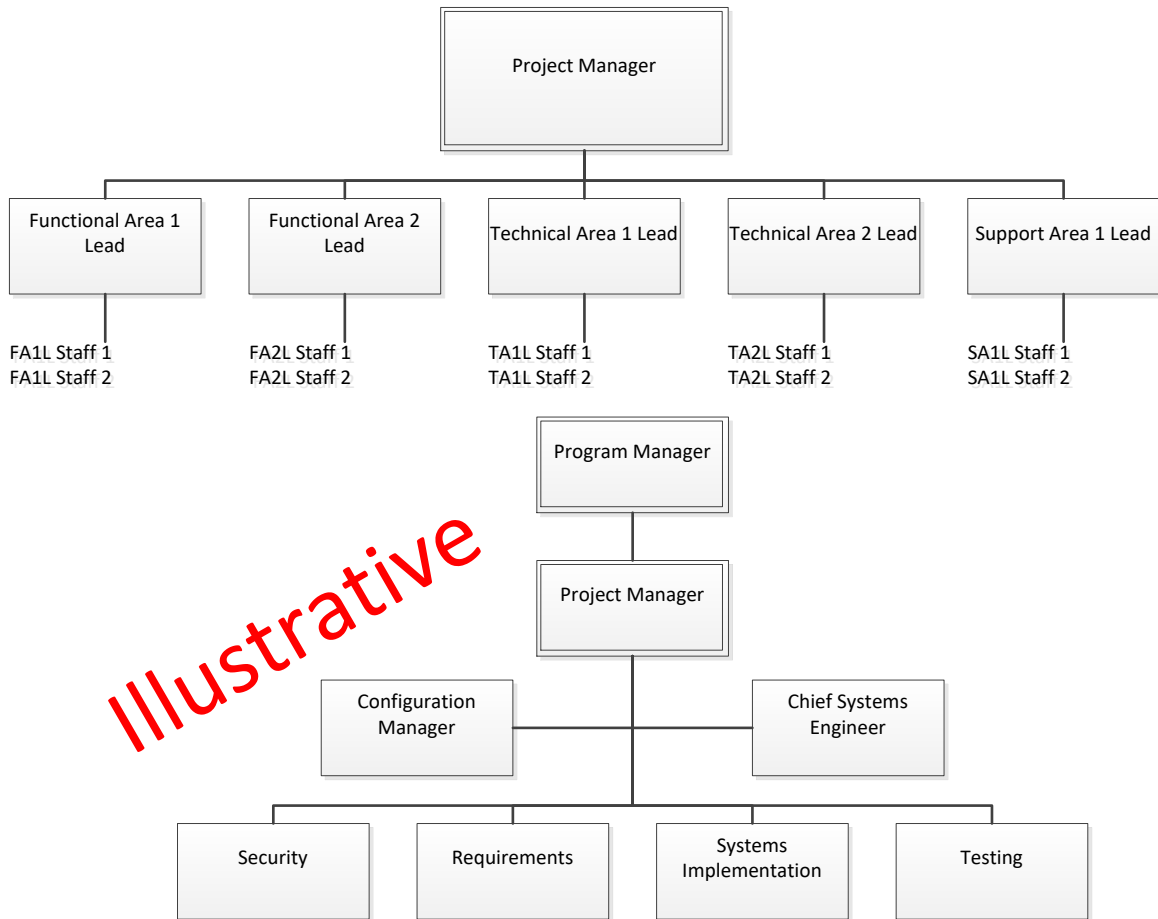 Project Manager
Functional Area 1
Lead
Functional Area 2
Lead
Technical Area 1 Lead
Technical Area 2 Lead
Support Area 1 Lead
FA1L Staff 1
FA1L Staff 2
FA2L Staff 1
FA2L Staff 2
TA1L Staff 1
TA1L Staff 2
TA2L Staff 1
TA2L Staff 2
SA1L Staff 1
SA1L Staff 2
Program Manager
Project Manager
Illustrative
Configuration
Manager
Chief Systems
Engineer
Security
Requirements
Systems
Implementation
Testing